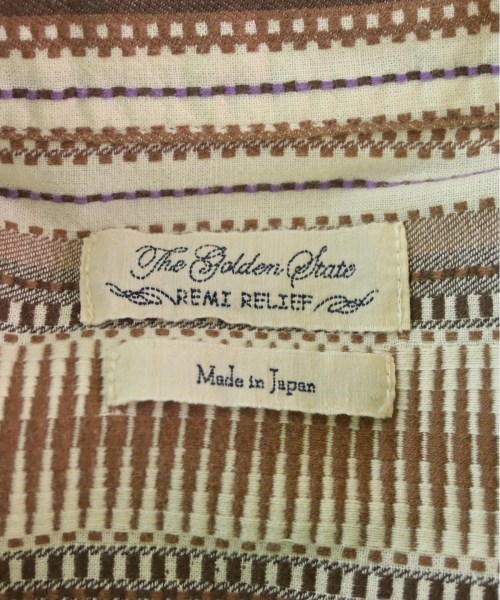 The Golden State
REMI RELIEF
Made in Japan